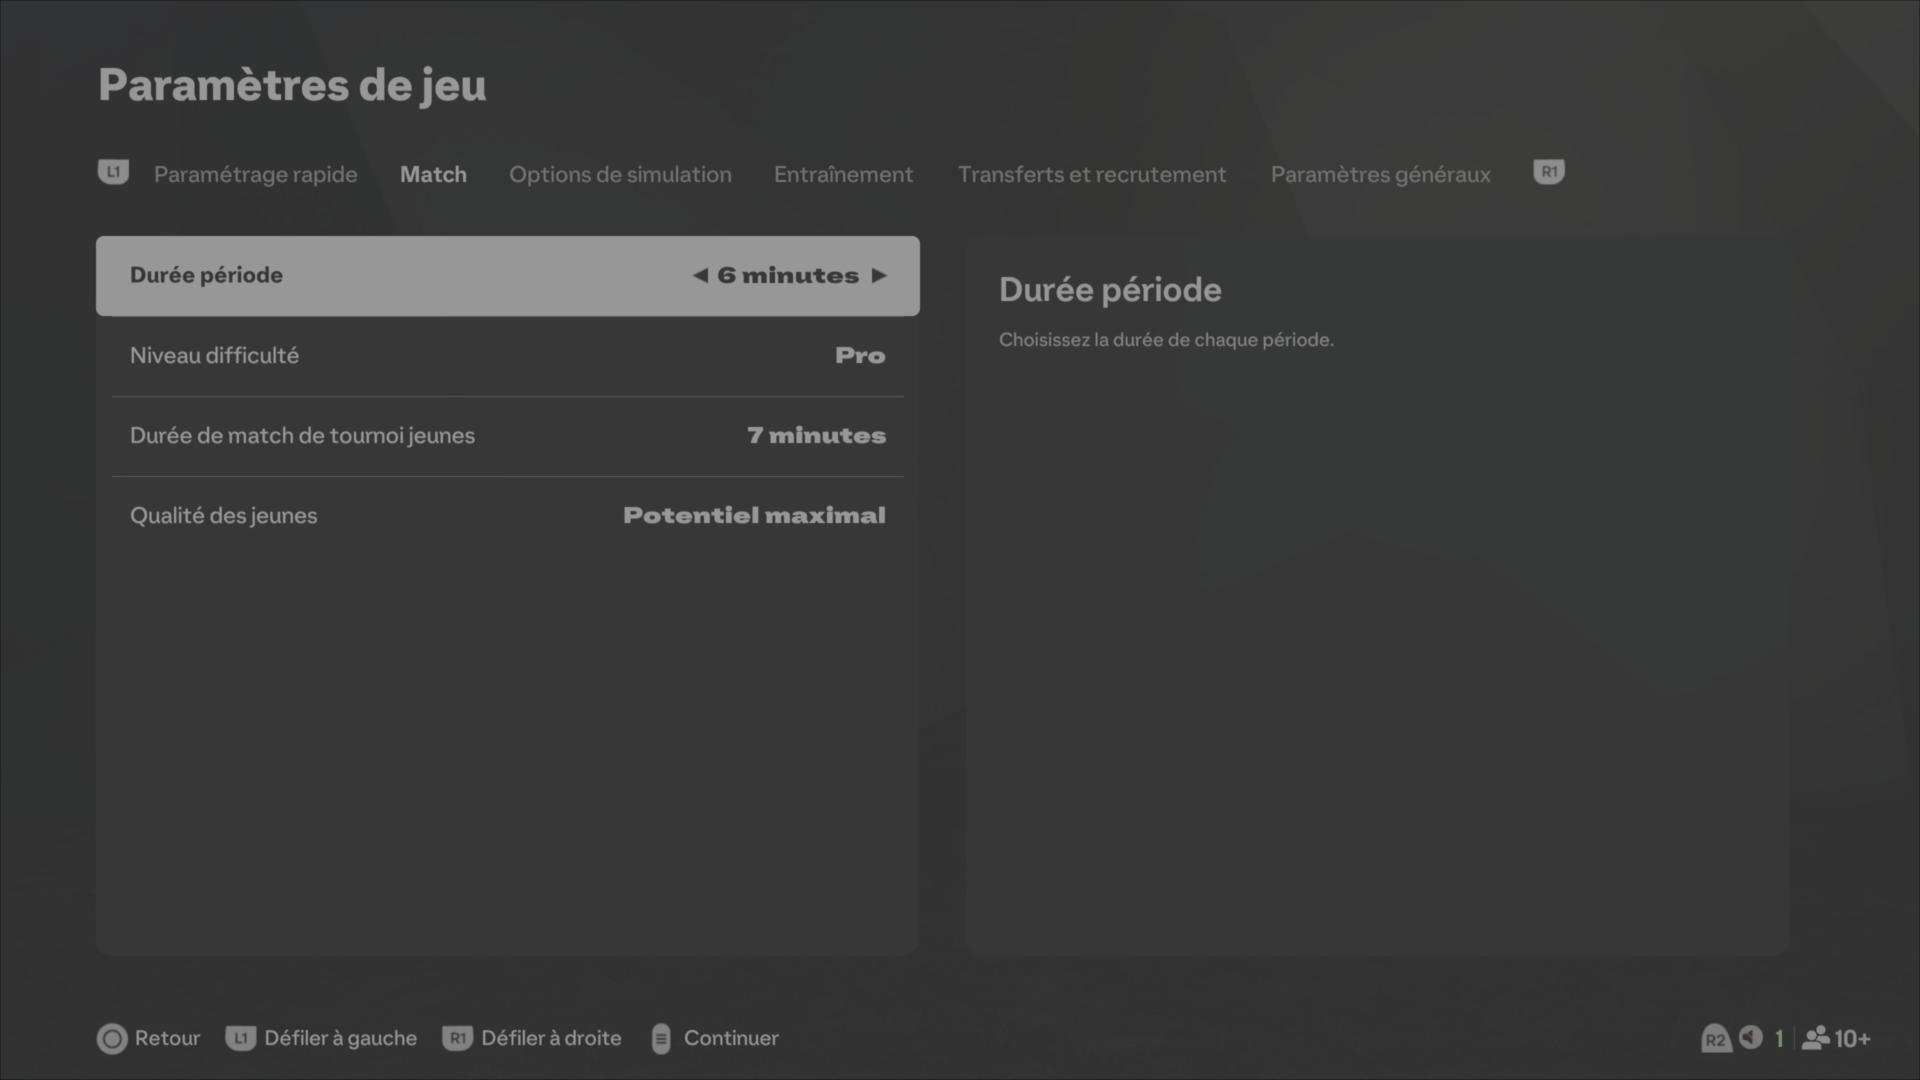 Paramètres de jeu
L1 Paramétrage rapide Match Options de simulation Entraînement Transferts et recrutement Paramètres généraux R1
Durée période 6 minutes
Niveau difficulté Pro
Durée de match de tournoi jeunes 7 minutes
Qualité des jeunes Potentiel maximal
Durée période
Choisissez la durée de chaque période.
Retour L1 Défiler à gauche R1 Défiler à droite Continuer
R2 1 10+